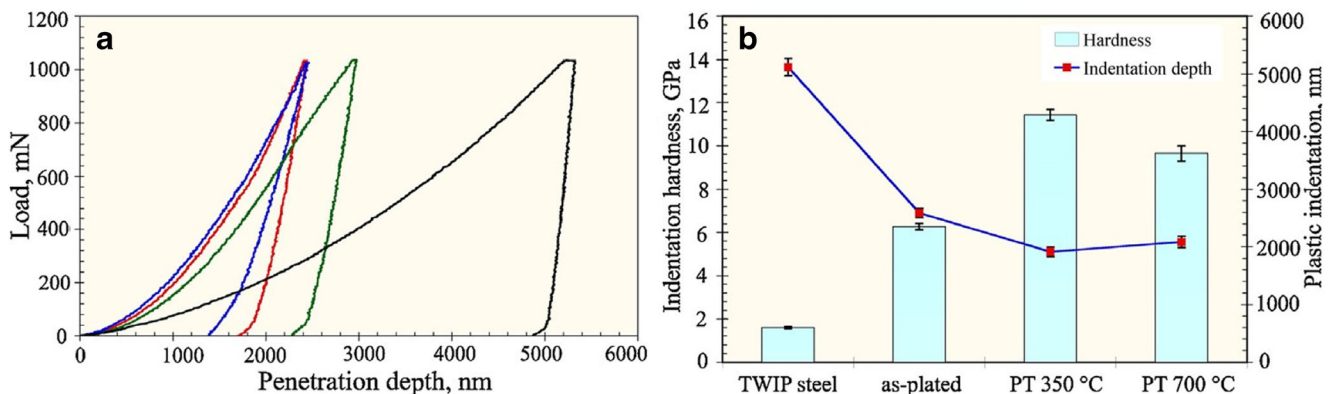 a
1200
1000
800
600
400
200
0
Load, mN
0 1000 2000 3000 4000 5000 6000
Penetration depth, nm
b
16
14
12
10
8
6
4
2
0
Indentation hardness, GPa
Hardness
Indentation depth
6000
5000
4000
3000
2000
1000
0
Plastic indentation, nm
TWIP steel as-plated PT 350 °C PT 700 °C